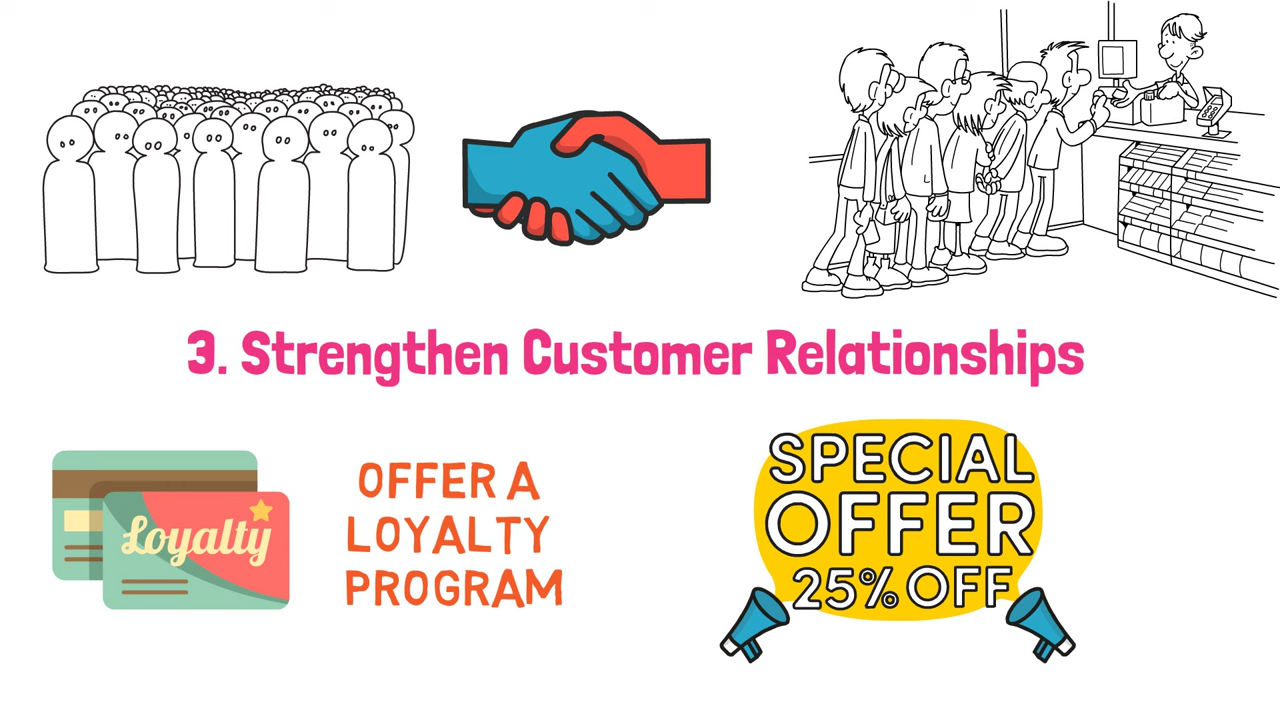 3. Strengthen Customer Relationships
Loyalty
OFFER A
LOYALTY
PROGRAM
SPECIAL
OFFER
25% OFF